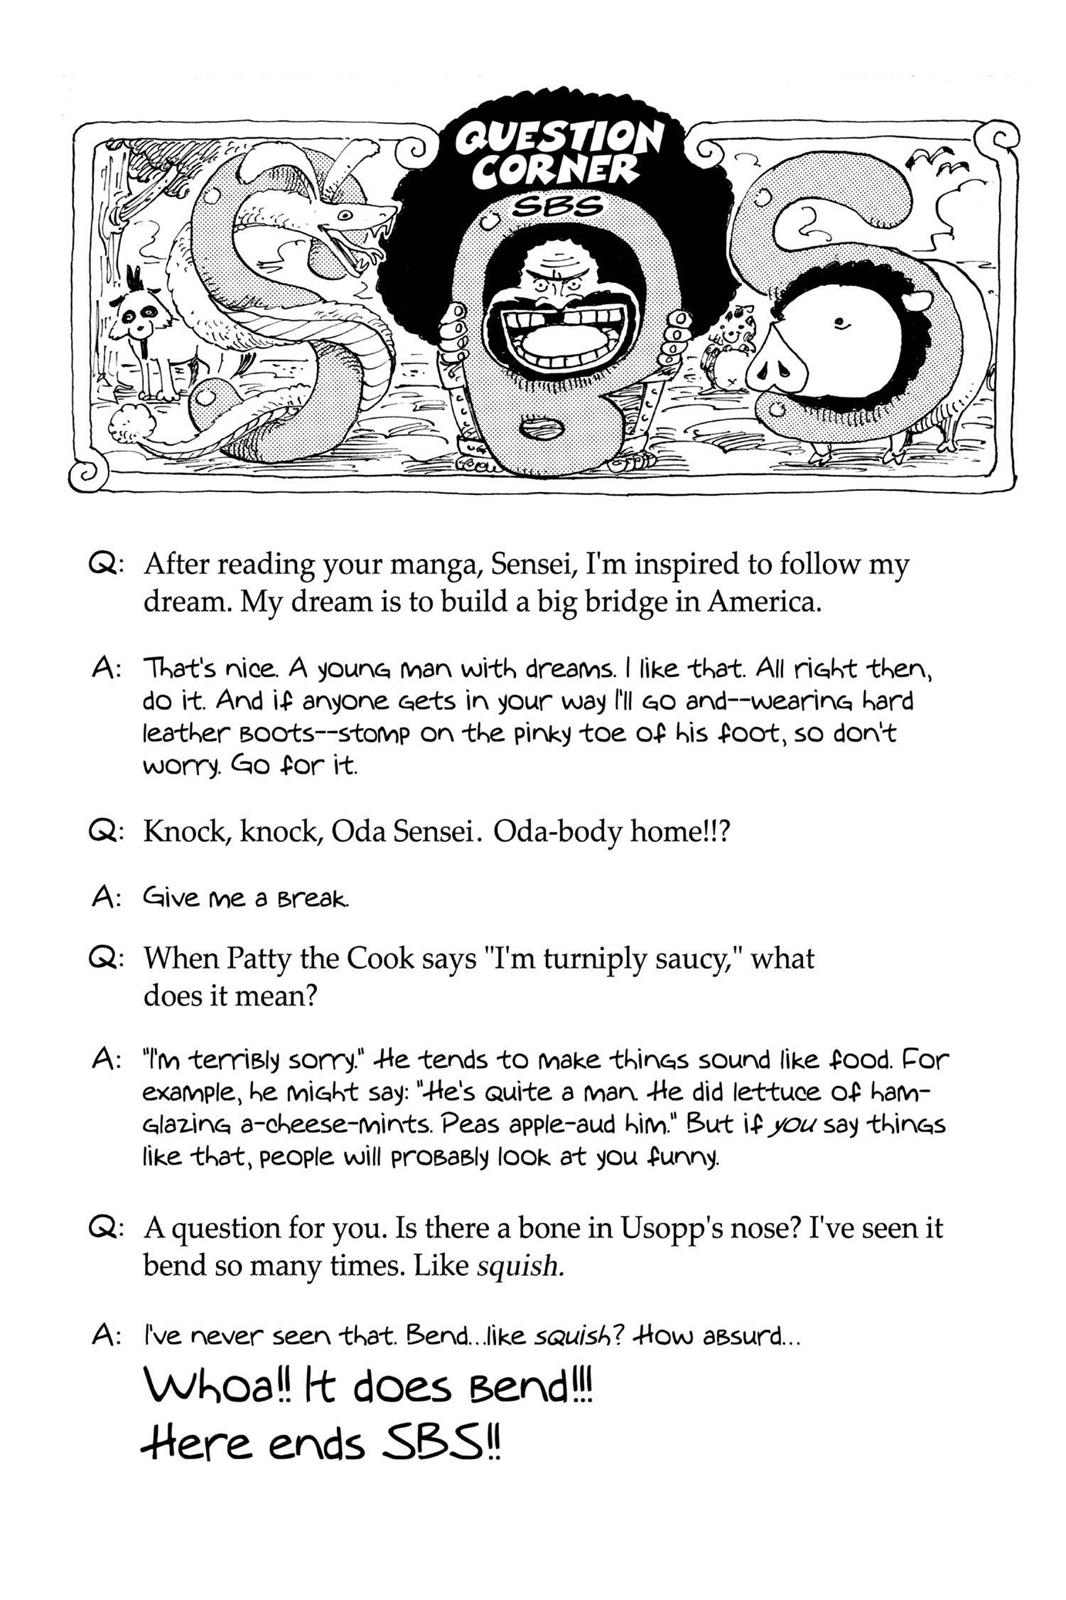 QUESTION
CORNER
SBS
Q: After reading your manga, Sensei, I'm inspired to follow my
dream. My dream is to build a big bridge in America.
A: That's nice. A young man with dreams. I like that. All right then,
do it. And if anyone gets in your way I'll go and--wearing hard
leather boots--stomp on the pinky toe of his foot, so don't
worry. Go for it.
Q: Knock, knock, Oda Sensei. Oda-body home!!?
A: Give me a break.
Q: When Patty the Cook says "I'm turniply saucy," what
does it mean?
A: "I'm terribly sorry." He tends to make things sound like food. For
example, he might say: "He's quite a man. He did lettuce of ham-
glazing a-cheese-mints. Peas apple-aud him." But if you say things
like that, people will probably look at you funny.
Q: A question for you. Is there a bone in Usopp's nose? I've seen it
bend so many times. Like squish.
A: I've never seen that. Bend...like squish? How absurd...
Whoa!! It does bend!!!
Here ends SBS!!